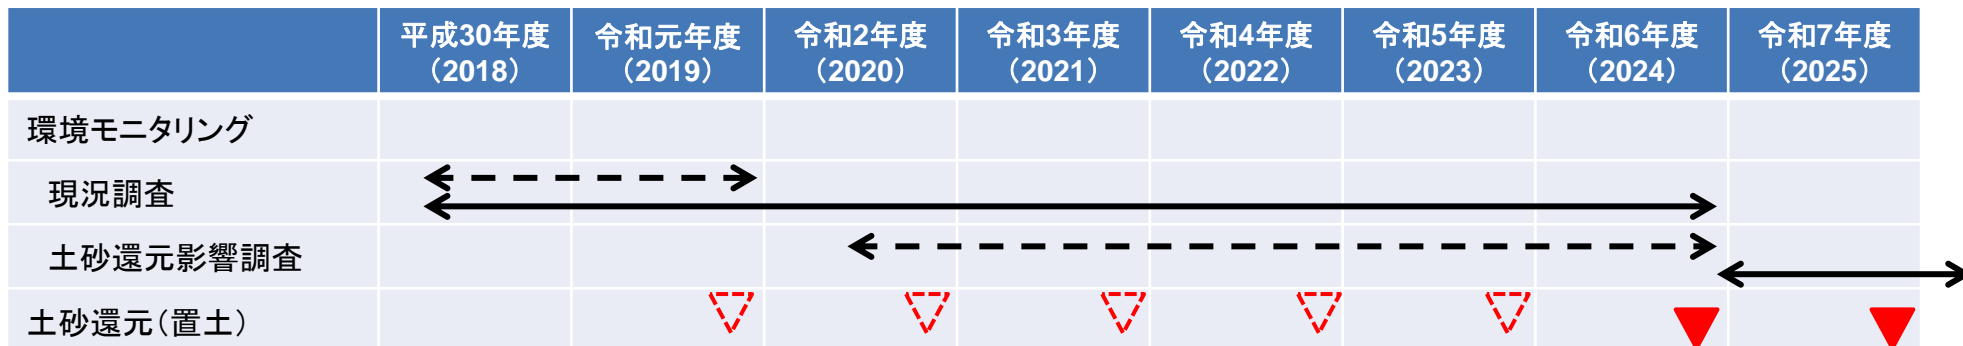 平成30年度
（2018）
令和元年度
（2019）
令和2年度
（2020）
令和3年度
（2021）
令和4年度
（2022）
令和5年度
（2023）
令和6年度
（2024）
令和7年度
（2025）
環境モニタリング
現況調査
土砂還元影響調査
土砂還元（置土）